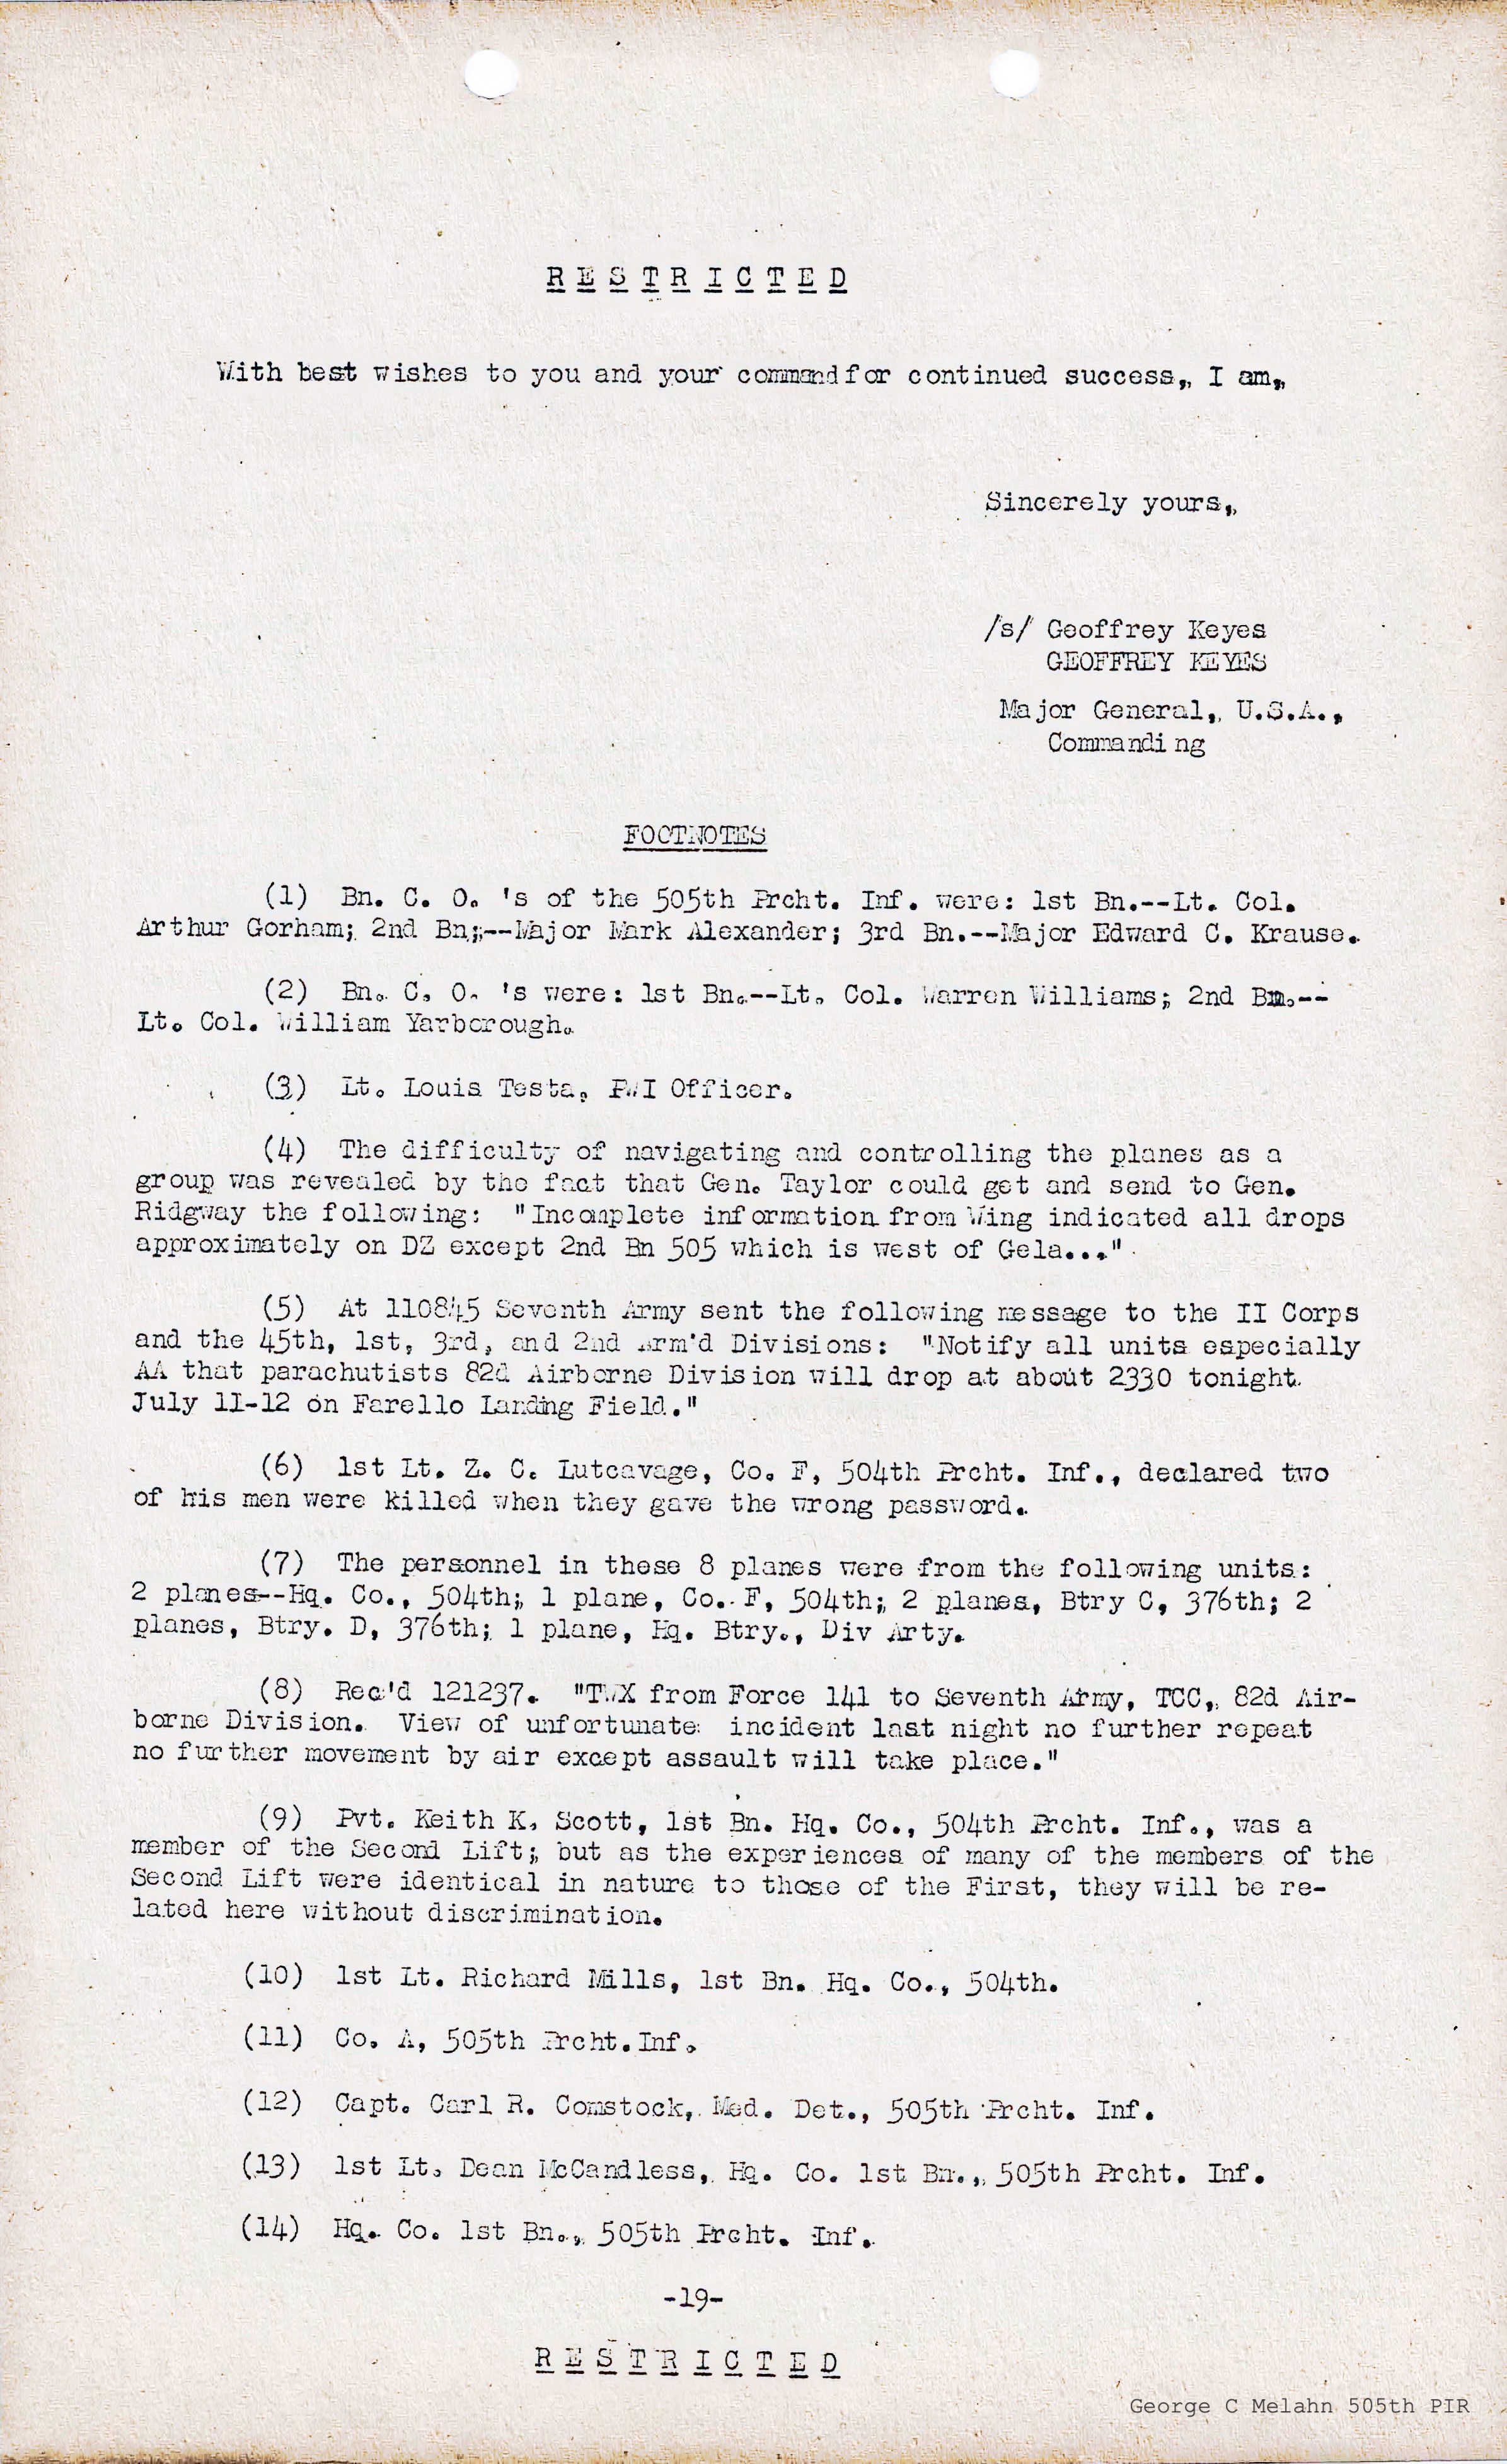 R E S T R I C T E D
With best wishes to you and your command for continued success, I am,
Sincerely yours,
/s/ Geoffrey Keyes
GEOFFREY KEYES
Major General, U.S.A.,
Commanding
FOOTNOTES
(1) Bn. C. O. 's of the 505th Prcht. Inf. were: 1st Bn.--Lt. Col.
Arthur Gorham; 2nd Bn;--Major Mark Alexander; 3rd Bn.--Major Edward C. Krause.
(2) Bn. C. O. 's were: 1st Bn.--Lt. Col. Warren Williams; 2nd Bn.--
Lt. Col. William Yarborough.
(3) Lt. Louis Testa, PWI Officer.
(4) The difficulty of navigating and controlling the planes as a
group was revealed by the fact that Gen. Taylor could get and send to Gen.
Ridgway the following: "Incomplete information from Wing indicated all drops
approximately on DZ except 2nd Bn 505 which is west of Gela..."
(5) At 110845 Seventh Army sent the following message to the II Corps
and the 45th, 1st, 3rd, and 2nd Arm'd Divisions: "Notify all units especially
AA that parachutists 82d Airborne Division will drop at about 2330 tonight
July 11-12 on Farello Landing Field."
(6) 1st Lt. Z. C. Lutcavage, Co. F, 504th Prcht. Inf., declared two
of his men were killed when they gave the wrong password.
(7) The personnel in these 8 planes were from the following units:
2 planes--Hq. Co., 504th; 1 plane, Co. F, 504th; 2 planes, Btry C, 376th; 2
planes, Btry. D, 376th; 1 plane, Hq. Btry., Div Arty.
(8) Rec'd 121237. "TWX from Force 141 to Seventh Army, TCC, 82d Air-
borne Division. View of unfortunate incident last night no further repeat
no further movement by air except assault will take place."
(9) Pvt. Keith K. Scott, 1st Bn. Hq. Co., 504th Prcht. Inf., was a
member of the Second Lift; but as the experiences of many of the members of the
Second Lift were identical in nature to those of the First, they will be re-
lated here without discrimination.
(10) 1st Lt. Richard Mills, 1st Bn. Hq. Co., 504th.
(11) Co. A, 505th Prcht. Inf.
(12) Capt. Carl R. Comstock, Med. Det., 505th Prcht. Inf.
(13) 1st Lt. Dean McCandless, Hq. Co. 1st Bn., 505th Prcht. Inf.
(14) Hq. Co. 1st Bn., 505th Prcht. Inf.
-19-
R E S T R I C T E D
George C Melahn 505th PIR